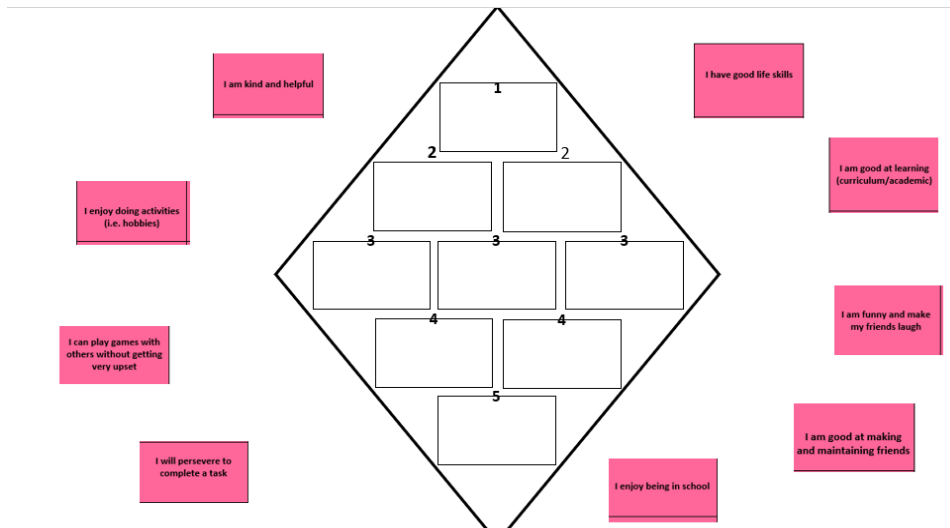 I am kind and helpful
I have good life skills
1
2
2
I am good at learning
(curriculum/academic)
I enjoy doing activities
(i.e. hobbies)
3
3
3
I am funny and make
my friends laugh
4
4
I can play games with
others without getting
very upset
5
I am good at making
and maintaining friends
I will persevere to
complete a task
I enjoy being in school